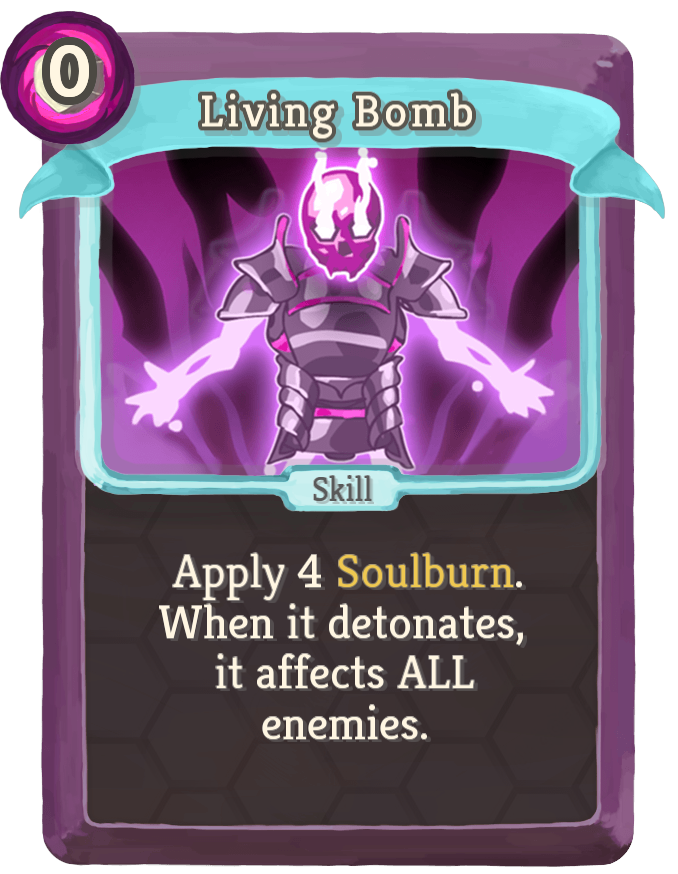 0
Living Bomb
Skill
Apply 4 Soulburn.
When it detonates,
it affects ALL
enemies.